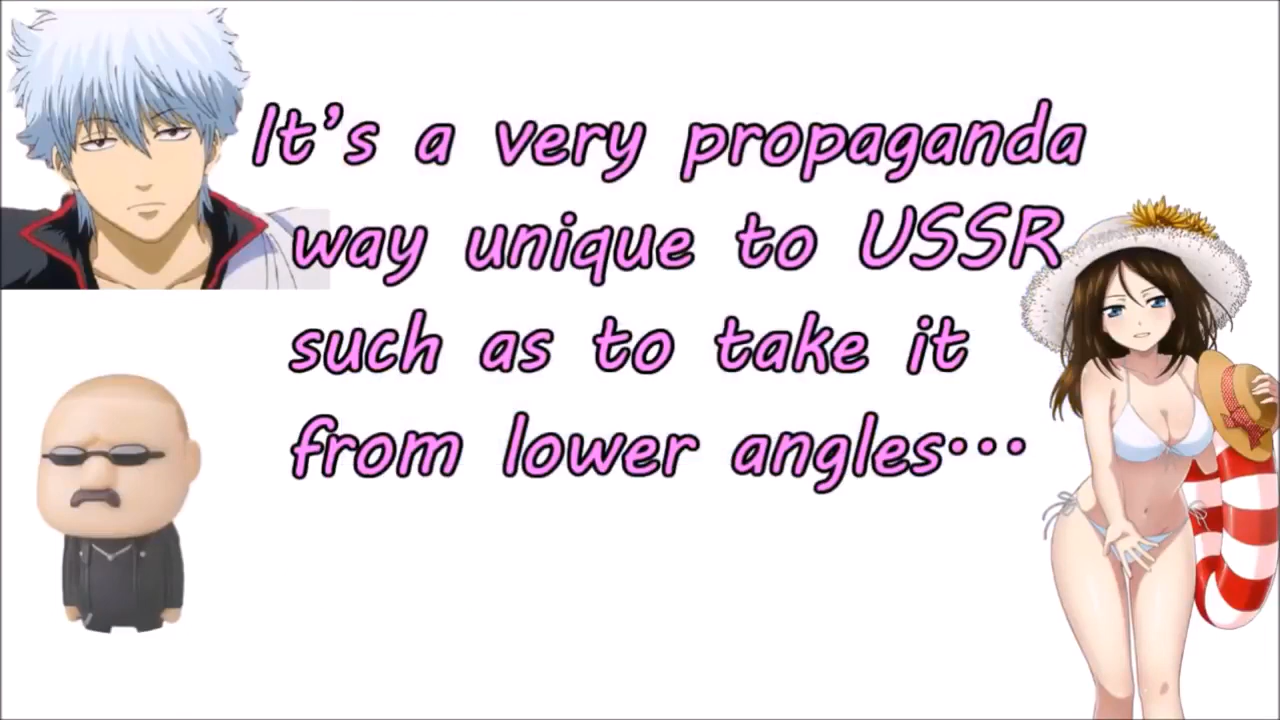 It's a very propaganda
way unique to USSR
such as to take it
from lower angles…